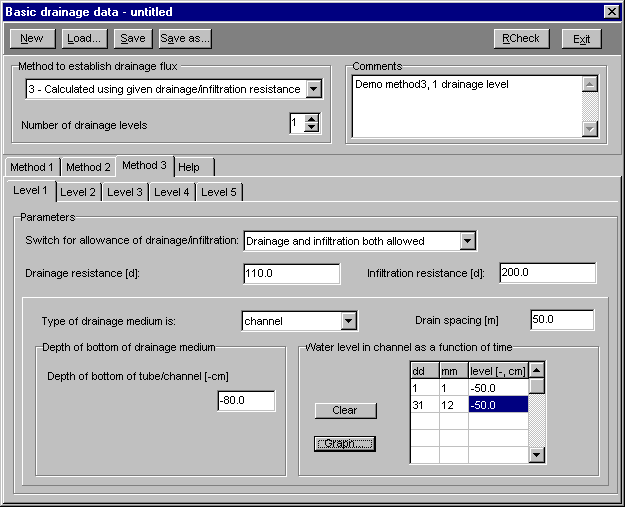 Basic drainage data - untitled
New Load... Save Save as... RCheck Exit
Method to establish drainage flux
3 - Calculated using given drainage/infiltration resistance
Number of drainage levels 1
Comments
Demo method3, 1 drainage level
Method 1 Method 2 Method 3 Help
Level 1 Level 2 Level 3 Level 4 Level 5
Parameters
Switch for allowance of drainage/infiltration: Drainage and infiltration both allowed
Drainage resistance [d]: 110.0 Infiltration resistance [d]: 200.0
Type of drainage medium is: channel Drain spacing [m] 50.0
Depth of bottom of drainage medium
Depth of bottom of tube/channel [-cm]
-80.0
Water level in channel as a function of time
dd mm level [-, cm]
1 1 -50.0
31 12 -50.0
Clear
Graph...